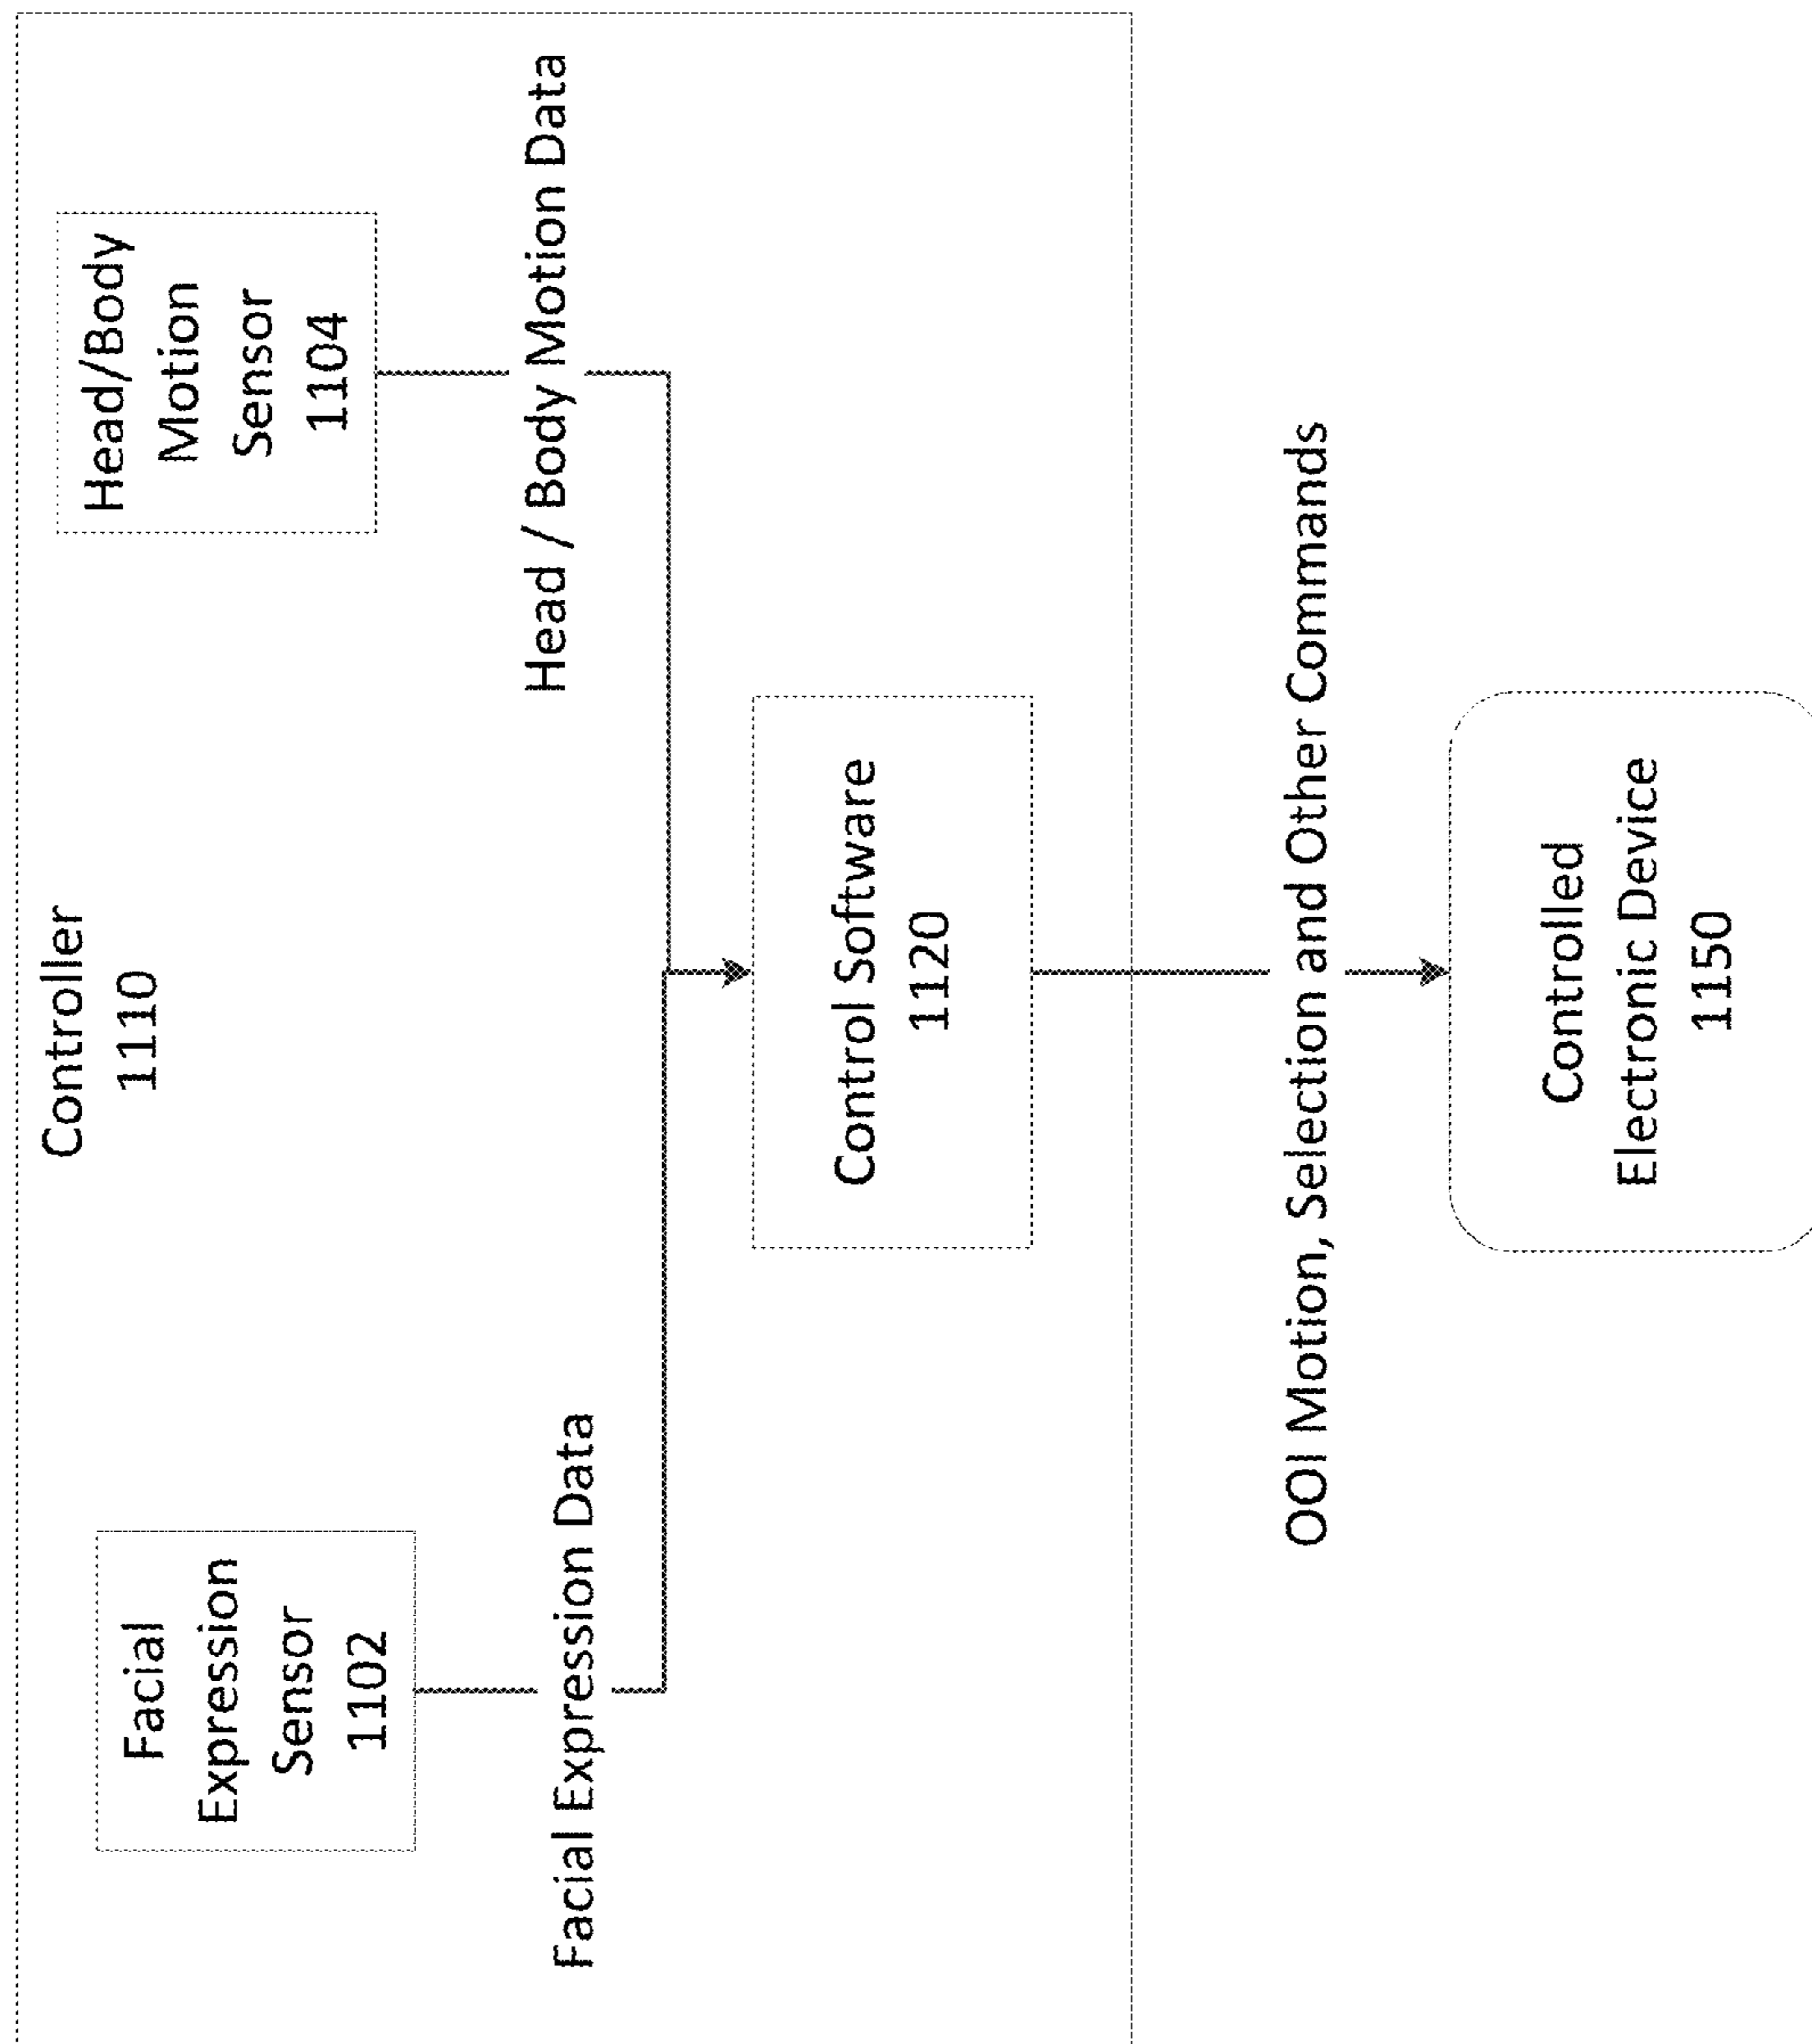 Controller
1110
Facial
Expression
Sensor
1102
Head/Body
Motion
Sensor
1104
Facial Expression Data
Head / Body Motion Data
Control Software
1120
OOI Motion, Selection and Other Commands
Controlled
Electronic Device
1150